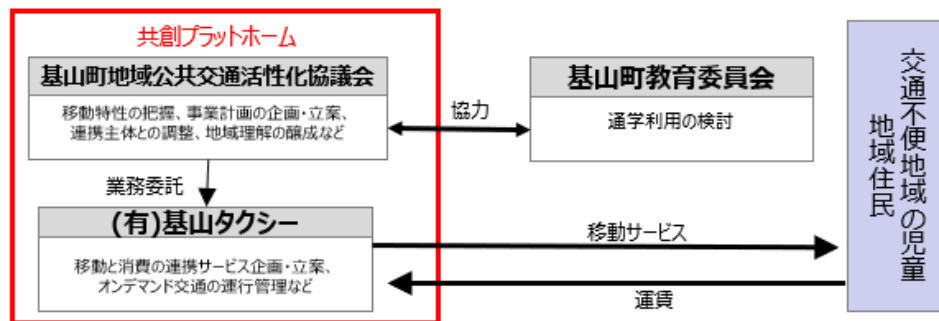 共創プラットホーム
基山町地域公共交通活性化協議会
移動特性の把握、事業計画の企画・立案、
連携主体との調整、地域理解の醸成など
協力
基山町教育委員会
通学利用の検討
業務委託
(有)基山タクシー
移動と消費の連携サービス企画・立案、
オンデマンド交通の運行管理など
移動サービス
運賃
交通不便地域の児童
地域住民